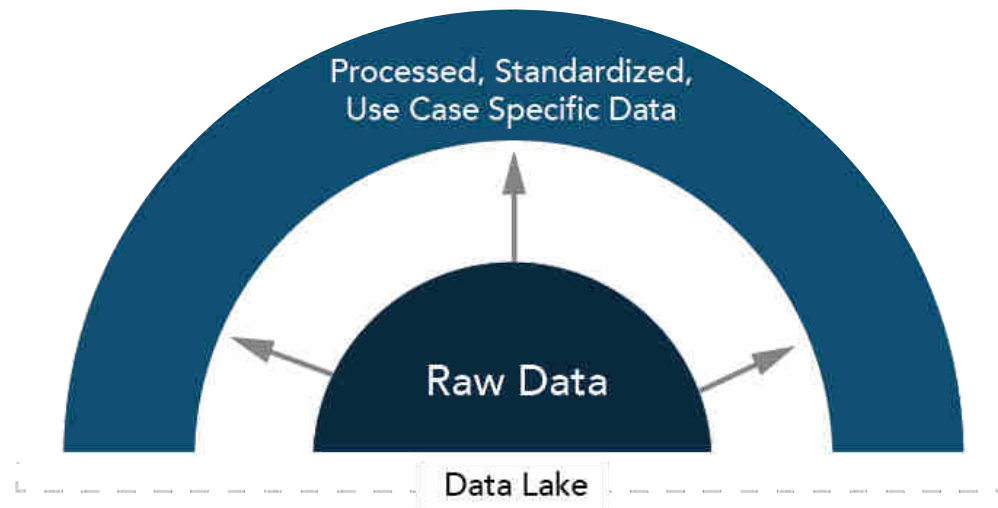 Processed, Standardized,
Use Case Specific Data
Raw Data
Data Lake